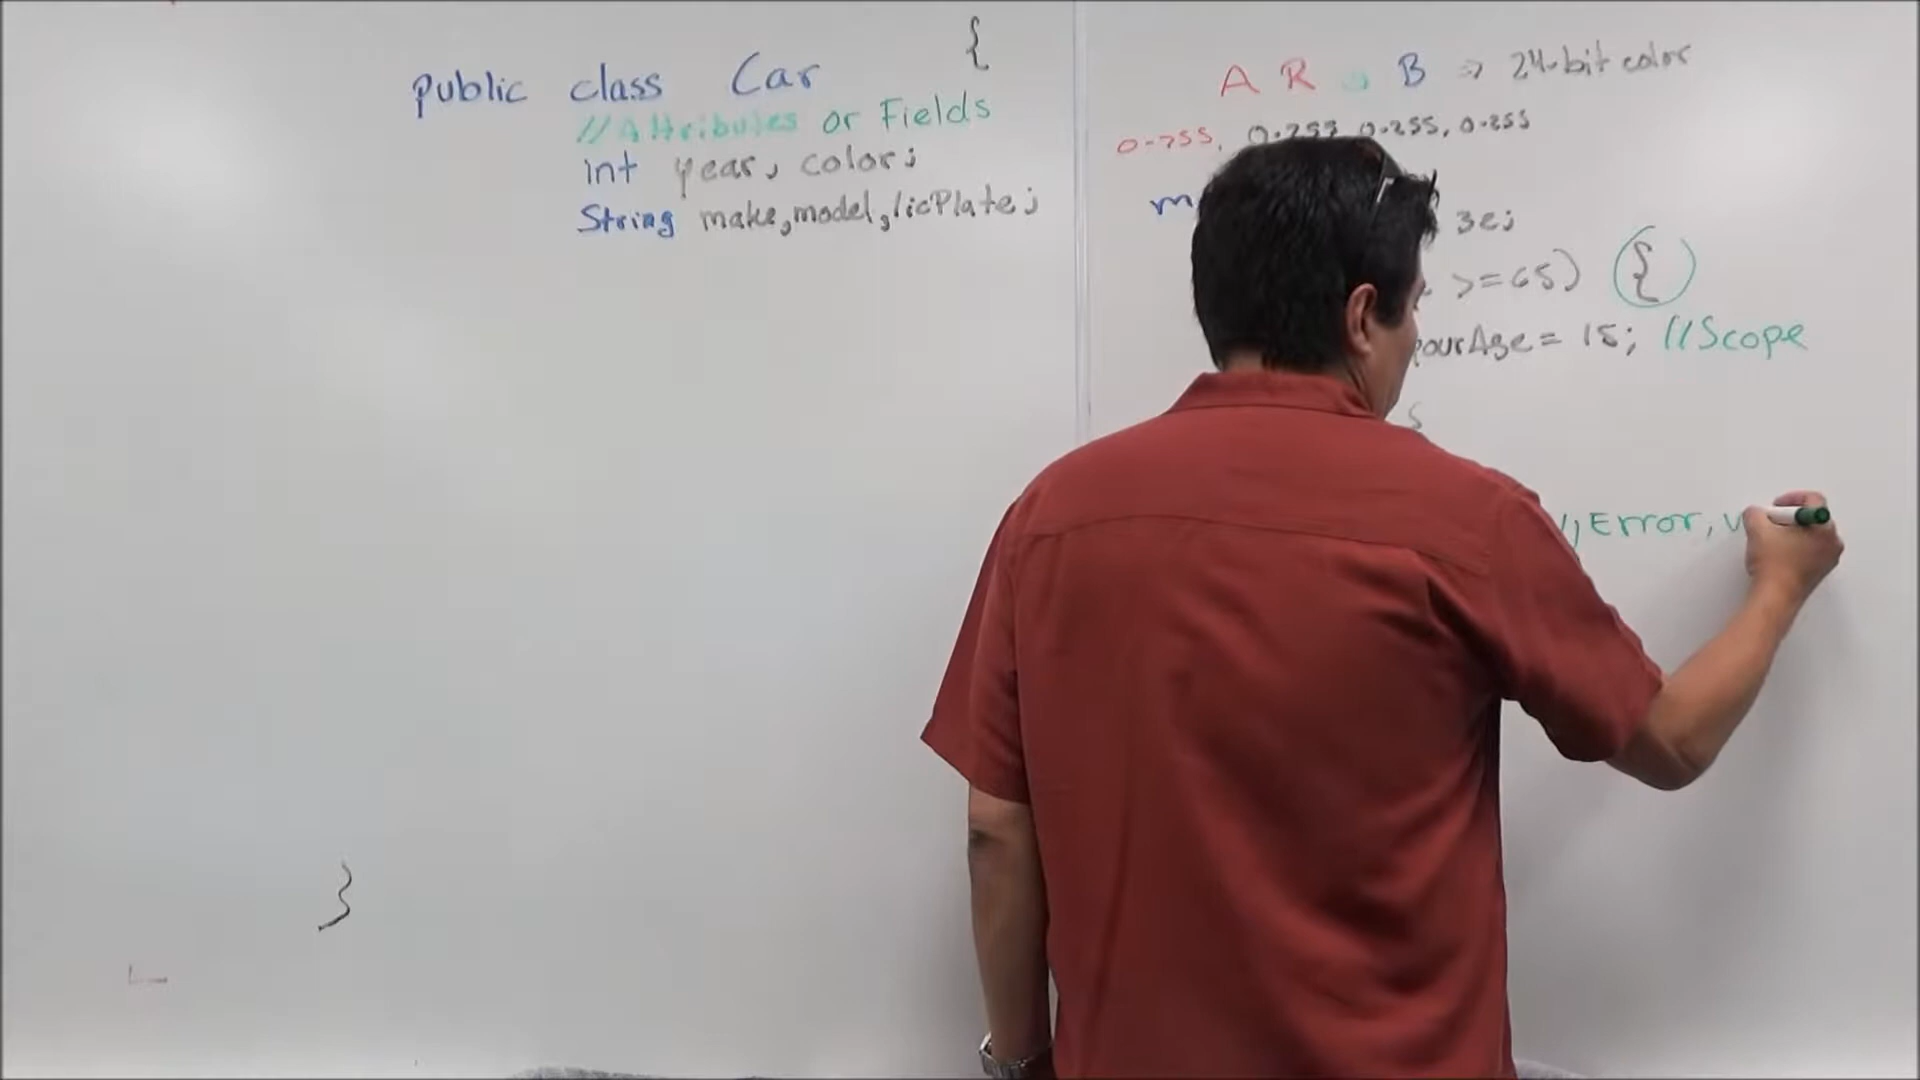 public class Car {
//Attributes or Fields
int year, color;
String make,model,licPlate;
}
A R B => 24-bit color
0-255, 0-255, 0-255, 0-255
>=65) {
yourAge = 15; //Scope
Error,